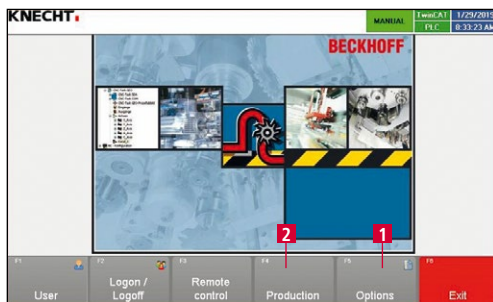 KNECHT
MANUAL
TwinCAT
PLC
1/29/2019
8:33:23 AM
BECKHOFF
2
1
F1
User
F2
Logon /
Logoff
F3
Remote
control
F4
Production
F5
Options
F6
Exit